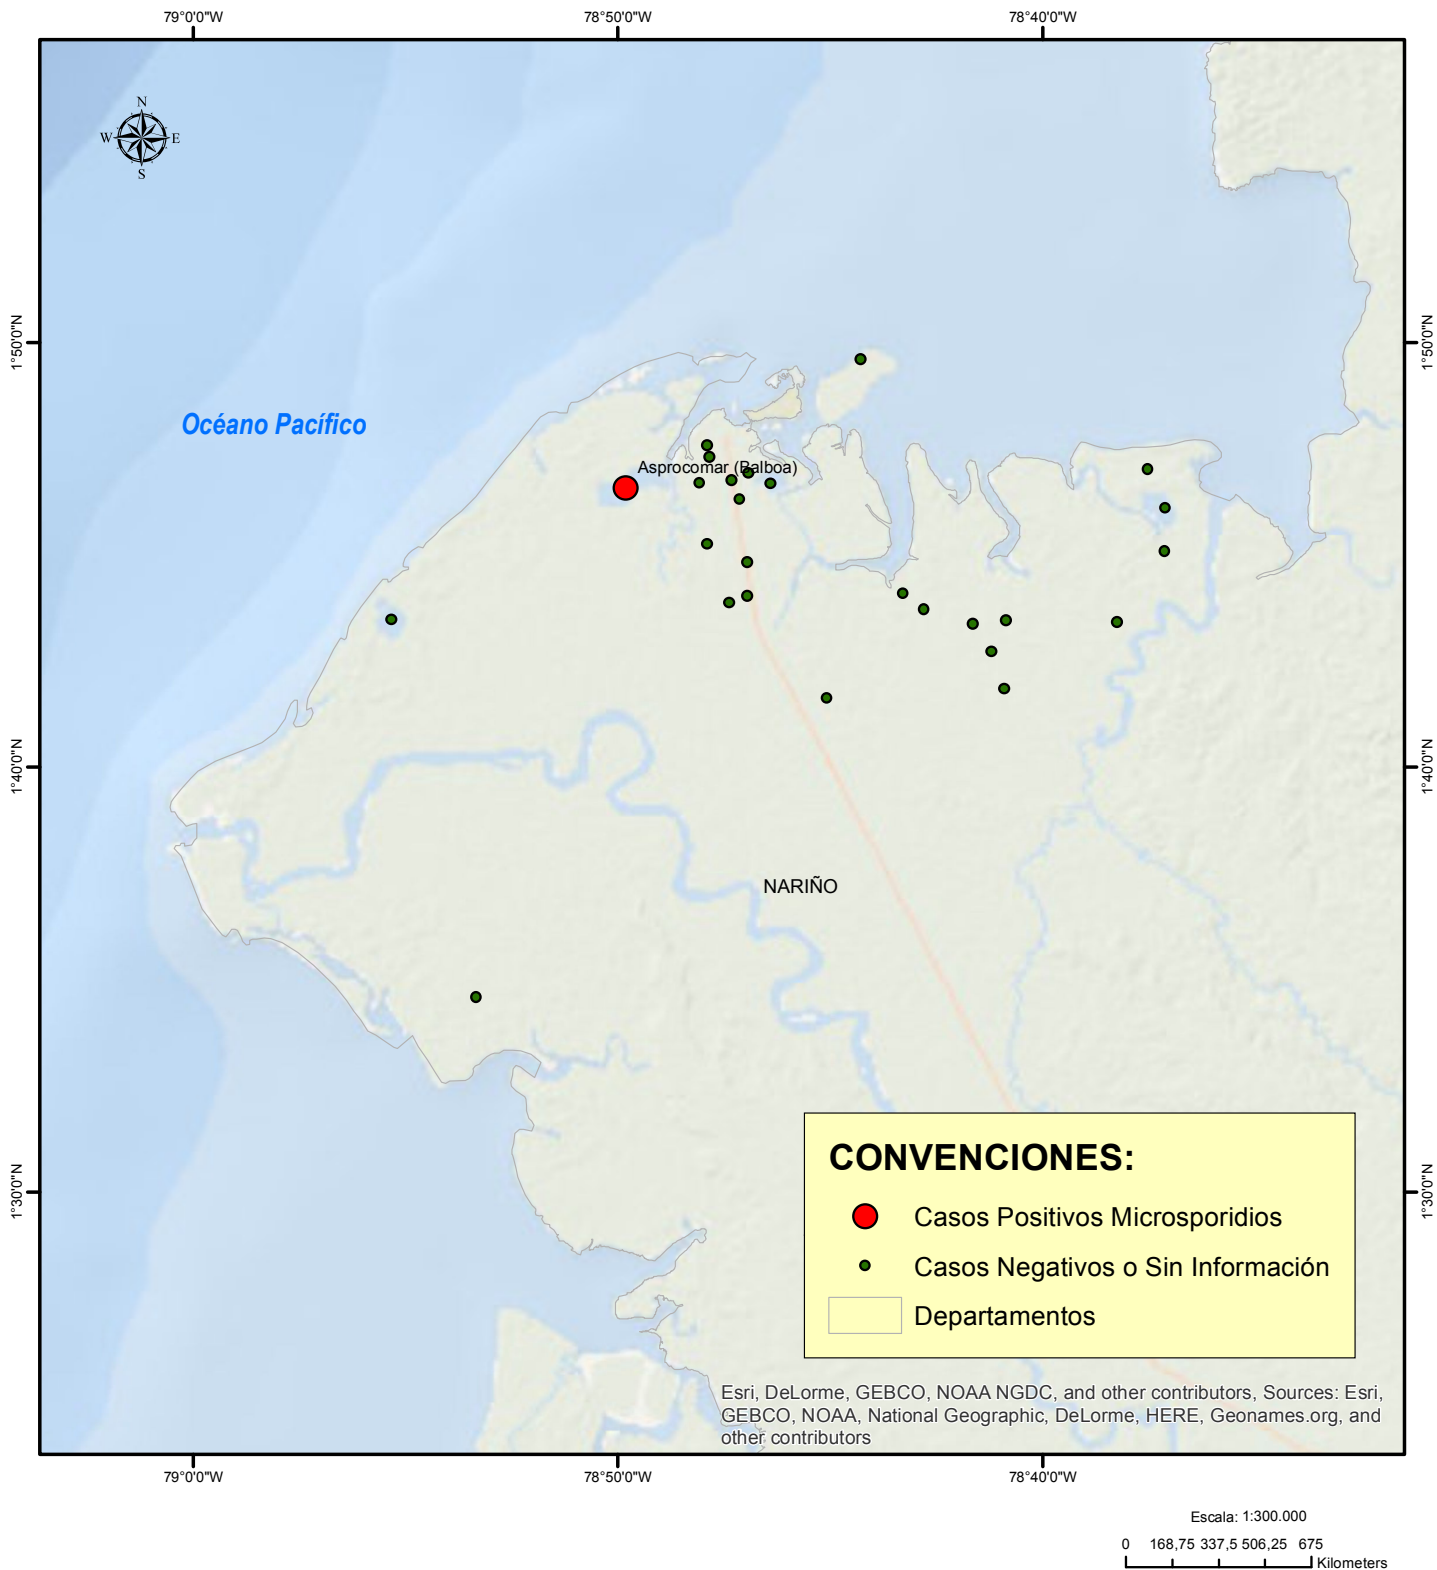 79°0'0"W 78°50'0"W 78°40'0"W
N
W E
S
1°50'0"N 1°50'0"N
Océano Pacífico
Asprocomar (Balboa)
1°40'0"N 1°40'0"N
NARIÑO
CONVENCIONES:
1°30'0"N 1°30'0"N
Casos Positivos Microsporidios
Casos Negativos o Sin Información
Departamentos
Esri, DeLorme, GEBCO, NOAA NGDC, and other contributors, Sources: Esri,
GEBCO, NOAA, National Geographic, DeLorme, HERE, Geonames.org, and
other contributors
79°0'0"W 78°50'0"W 78°40'0"W
Escala: 1:300.000
0 168,75 337,5 506,25 675
Kilometers